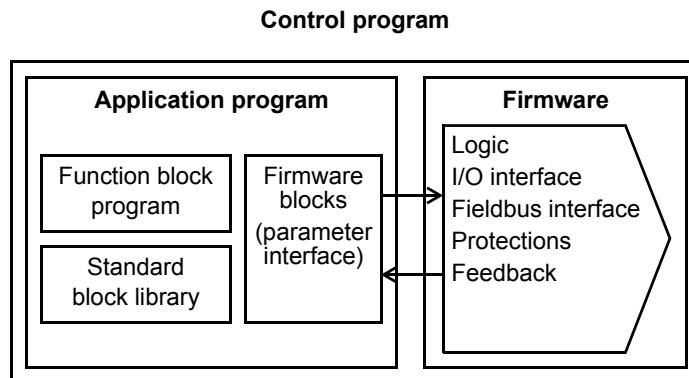 Control program
Application program
Function block
program
Standard
block library
Firmware
blocks
(parameter
interface)
Firmware
Logic
I/O interface
Fieldbus interface
Protections
Feedback